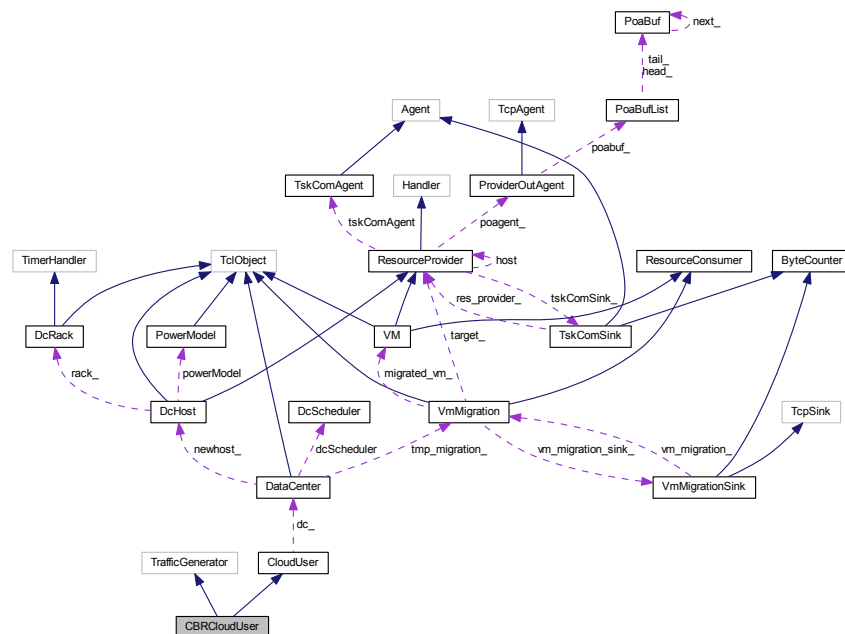 PoaBuf
next_
tail_
head_
Agent
TcpAgent
PoaBufList
poabuf_
TskComAgent
Handler
ProviderOutAgent
tskComAgent
poagent_
TimerHandler
TclObject
ResourceProvider
host
ResourceConsumer
ByteCounter
res_provider_
tskComSink_
DcRack
PowerModel
VM
target_
TskComSink
rack_
powerModel
migrated_vm_
DcHost
DcScheduler
VmMigration
TcpSink
newhost_
dcScheduler
tmp_migration_
vm_migration_sink_
vm_migration_
DataCenter
VmMigrationSink
dc_
TrafficGenerator
CloudUser
CBRCloudUser